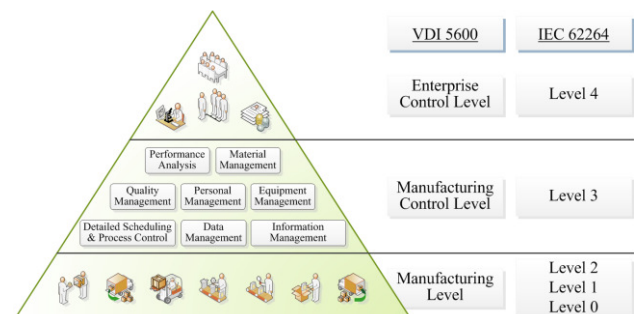 VDI 5600
IEC 62264
Enterprise
Control Level
Level 4
Performance
Analysis
Material
Management
Quality
Management
Personal
Management
Equipment
Management
Detailed Scheduling
& Process Control
Data
Management
Information
Management
Manufacturing
Control Level
Level 3
Manufacturing
Level
Level 2
Level 1
Level 0